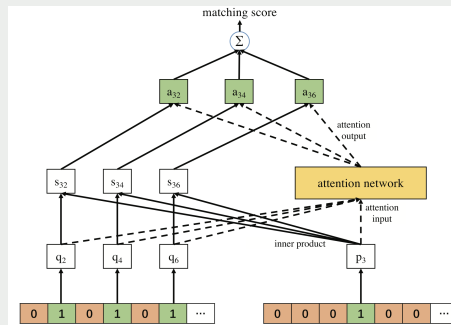 matching score
Σ
a32 a34 a36
attention
output
s32 s34 s36
attention network
attention
input
inner product
q2 q4 q6 p3
0 1 0 1 0 1 ... 0 0 0 1 0 0 ...